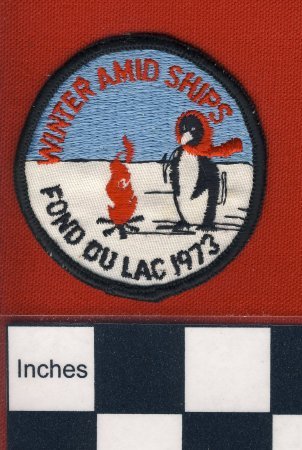 WINTER AMID SHIPS
FOND DU LAC 1973
Inches